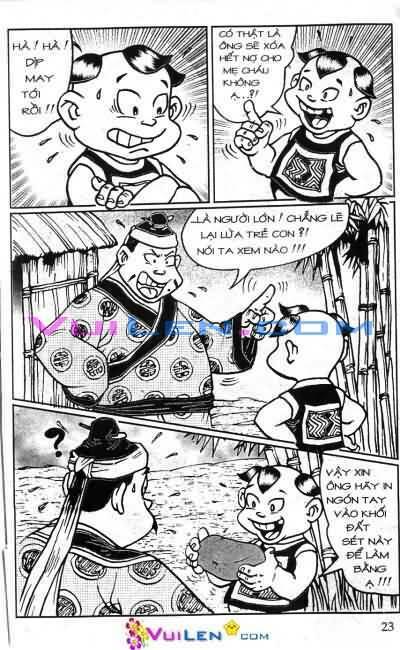 HÀ! HÀ!
DỊP
MAY
TỚI
RỒI!!!
CÓ THẬT LÀ
ÔNG SẼ XÓA
HẾT NỢ CHO
MẸ CHÁU
KHÔNG
Ạ..?!
...LÀ NGƯỜI LỚN! CHẲNG LẼ
LẠI LỪA TRẺ CON?!
NÓI TA XEM NÀO!!!
VUILEN.COM
?
VẬY XIN
ÔNG HÃY IN
NGÓN TAY
VÀO KHỐI
ĐẤT
SÉT NÀY
ĐỂ LÀM
BẰNG
Ạ!!!
23
VUILEN.COM